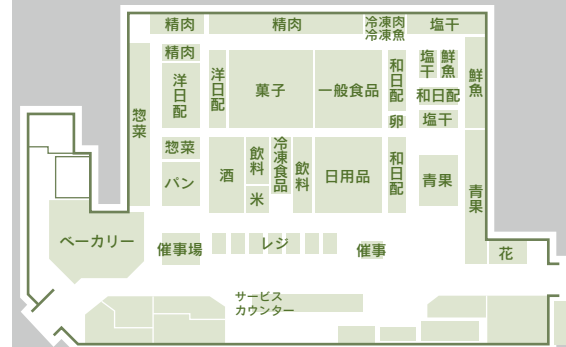 精肉
精肉
冷凍肉
冷凍魚
塩干
精肉
洋日配
洋日配
菓子
一般食品
和日配
塩干
鮮魚
鮮魚
和日配
卵
塩干
惣菜
惣菜
パン
酒
飲料
米
冷凍食品
飲料
日用品
和日配
青果
青果
ベーカリー
催事場
レジ
催事
花
サービス
カウンター